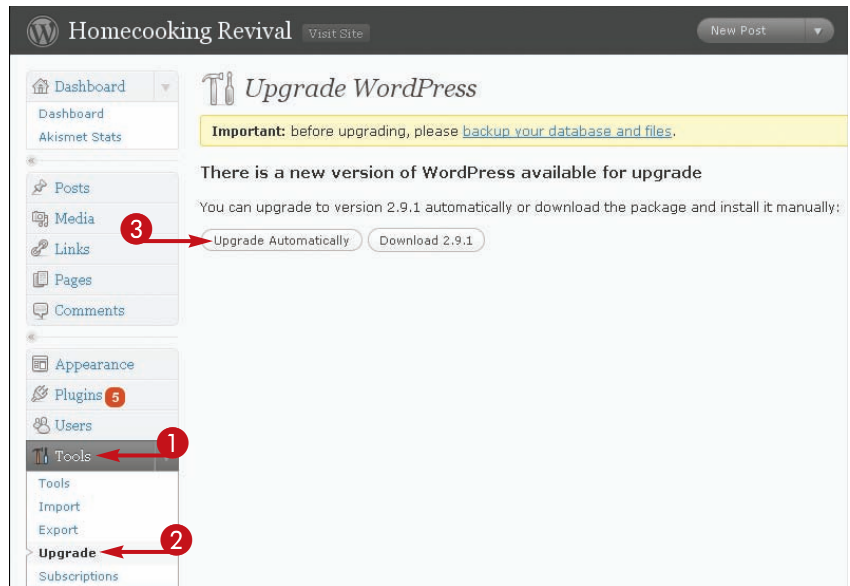 Homecooking Revival Visit Site
New Post
Dashboard
Dashboard
Akismet Stats
Posts
Media
Links
Pages
Comments
Appearance
Plugins 5
Users
1
Tools
Tools
Import
Export
2
Upgrade
Subscriptions
Upgrade WordPress
Important: before upgrading, please backup your database and files.
There is a new version of WordPress available for upgrade
You can upgrade to version 2.9.1 automatically or download the package and install it manually:
3
Upgrade Automatically Download 2.9.1